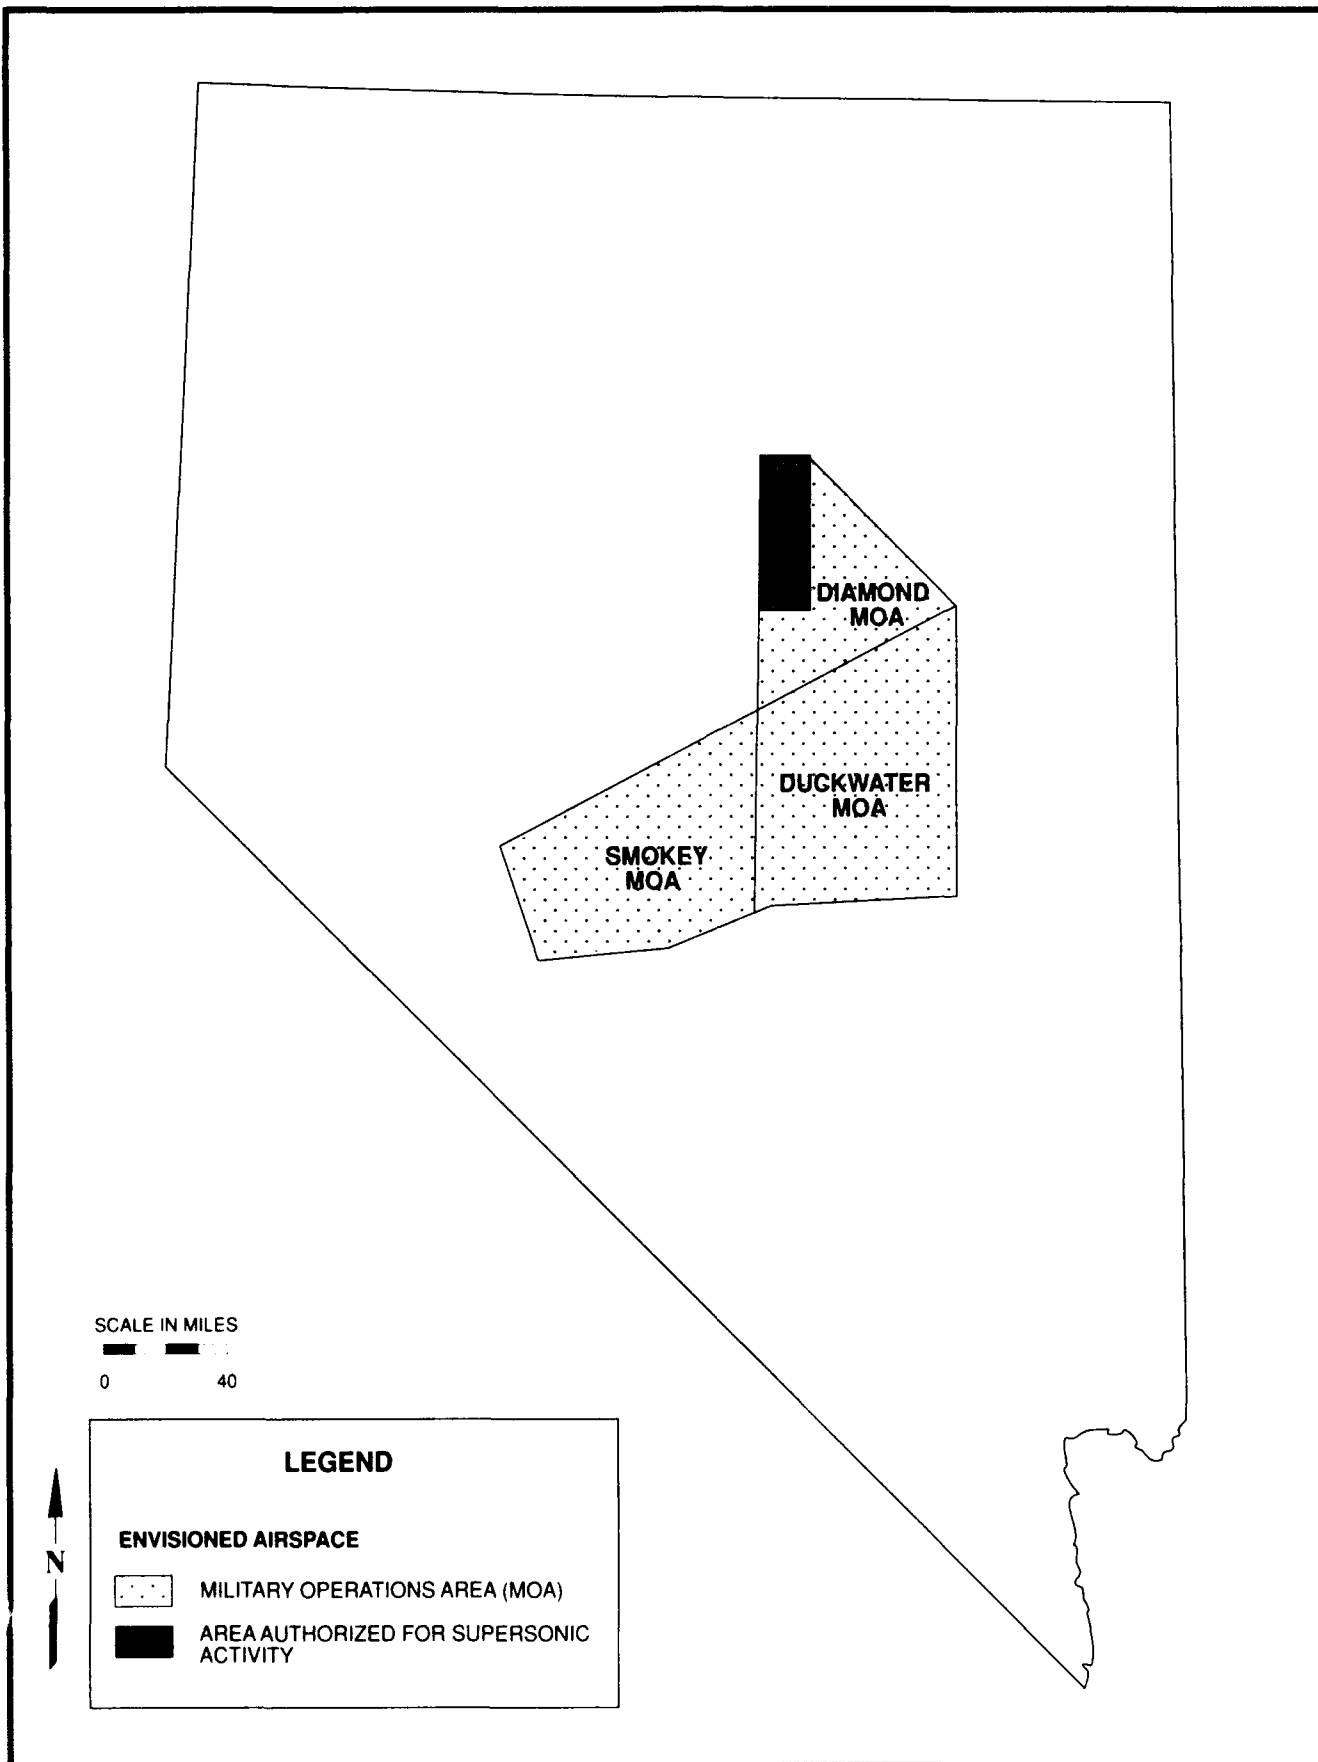 DIAMOND
MOA
DUCKWATER
MOA
SMOKEY
MOA
SCALE IN MILES
0 40
LEGEND
ENVISIONED AIRSPACE
MILITARY OPERATIONS AREA (MOA)
AREA AUTHORIZED FOR SUPERSONIC
ACTIVITY
N